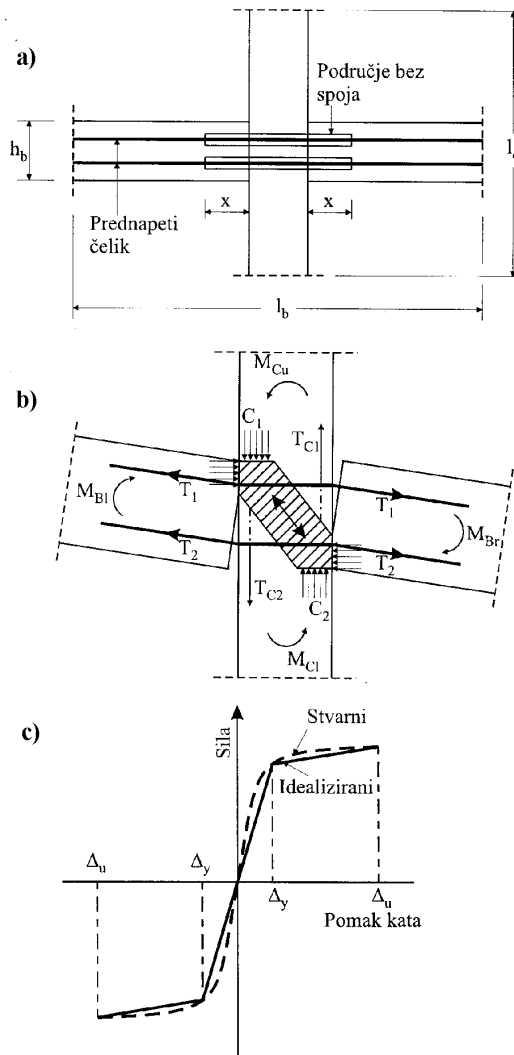 a)
Područje bez
spoja
h_b
Prednapeti
čelik
x
x
l_b
b)
M_Cu
C_1
T_C1
M_Bl
T_1
T_1
M_Br
T_2
T_2
T_C2
C_2
M_Cl
c)
Sila
Stvarni
Idealizirani
Δ_u
Δ_y
Δ_y
Δ_u
Pomak kata